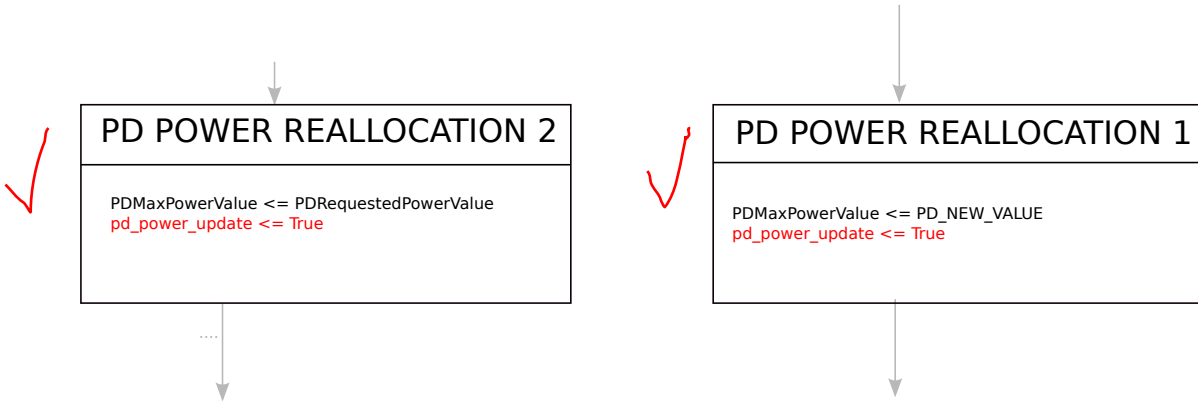 PD POWER REALLOCATION 2
PDMaxPowerValue <= PDRequestedPowerValue
pd_power_update <= True
....
PD POWER REALLOCATION 1
PDMaxPowerValue <= PD_NEW_VALUE
pd_power_update <= True